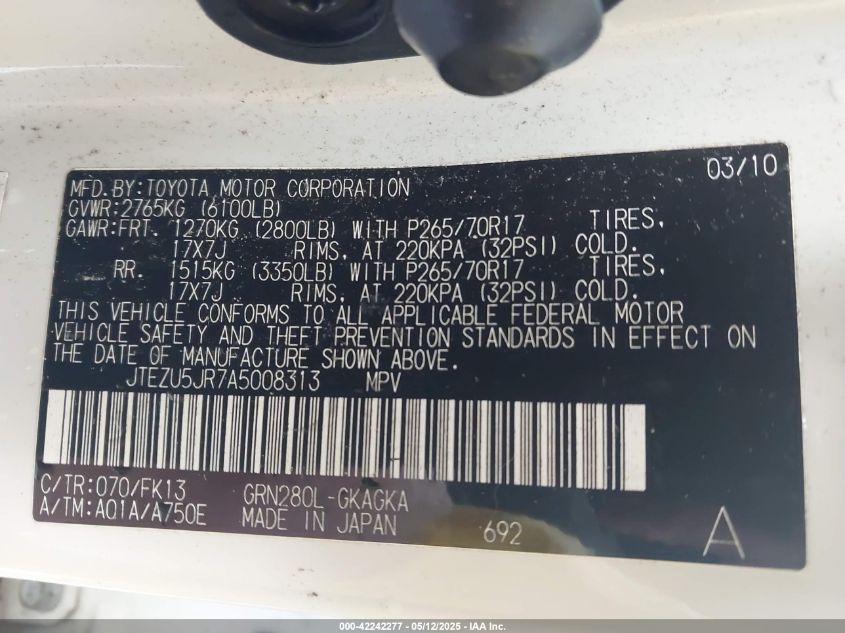 03/10
MFD.BY:TOYOTA MOTOR CORPORATION
GVWR:2765KG (6100LB)
GAWR:FRT. 1270KG (2800LB) WITH P265/70R17 TIRES,
17X7J RIMS, AT 220KPA (32PSI) COLD.
RR. 1515KG (3350LB) WITH P265/70R17 TIRES,
17X7J RIMS, AT 220KPA (32PSI) COLD.
THIS VEHICLE CONFORMS TO ALL APPLICABLE FEDERAL MOTOR
VEHICLE SAFETY AND THEFT PREVENTION STANDARDS IN EFFECT ON
THE DATE OF MANUFACTURE SHOWN ABOVE.
JTEZU5JR7A5008313 MPV
C/TR:070/FK13 GRN280L-GKAGKA
A/TM:A01A/A750E MADE IN JAPAN 692 A
000-42242277 - 05/12/2025 - IAA Inc.